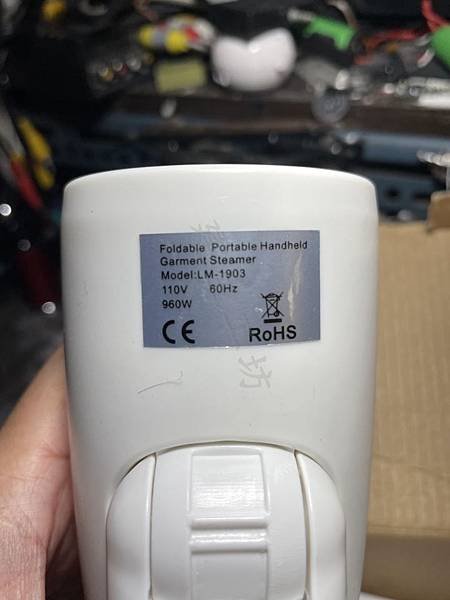 Foldable Portable Handheld
Garment Steamer
Model:LM-1903
110V 60Hz
960W
CE RoHS